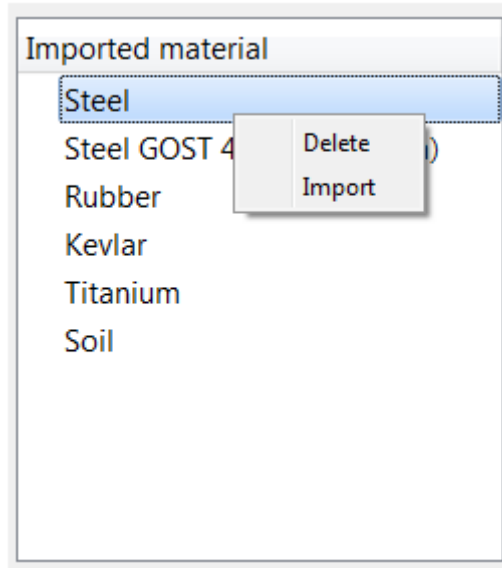 Imported material
Steel
Steel GOST 4
Delete
Import
Rubber
Kevlar
Titanium
Soil